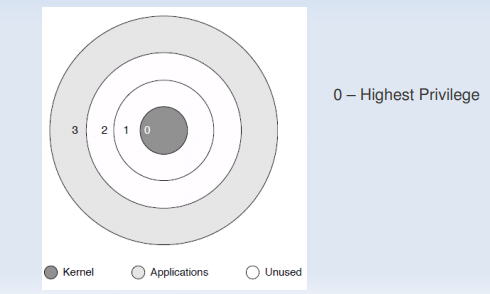 0 – Highest Privilege
3 2 1 0
Kernel Applications Unused